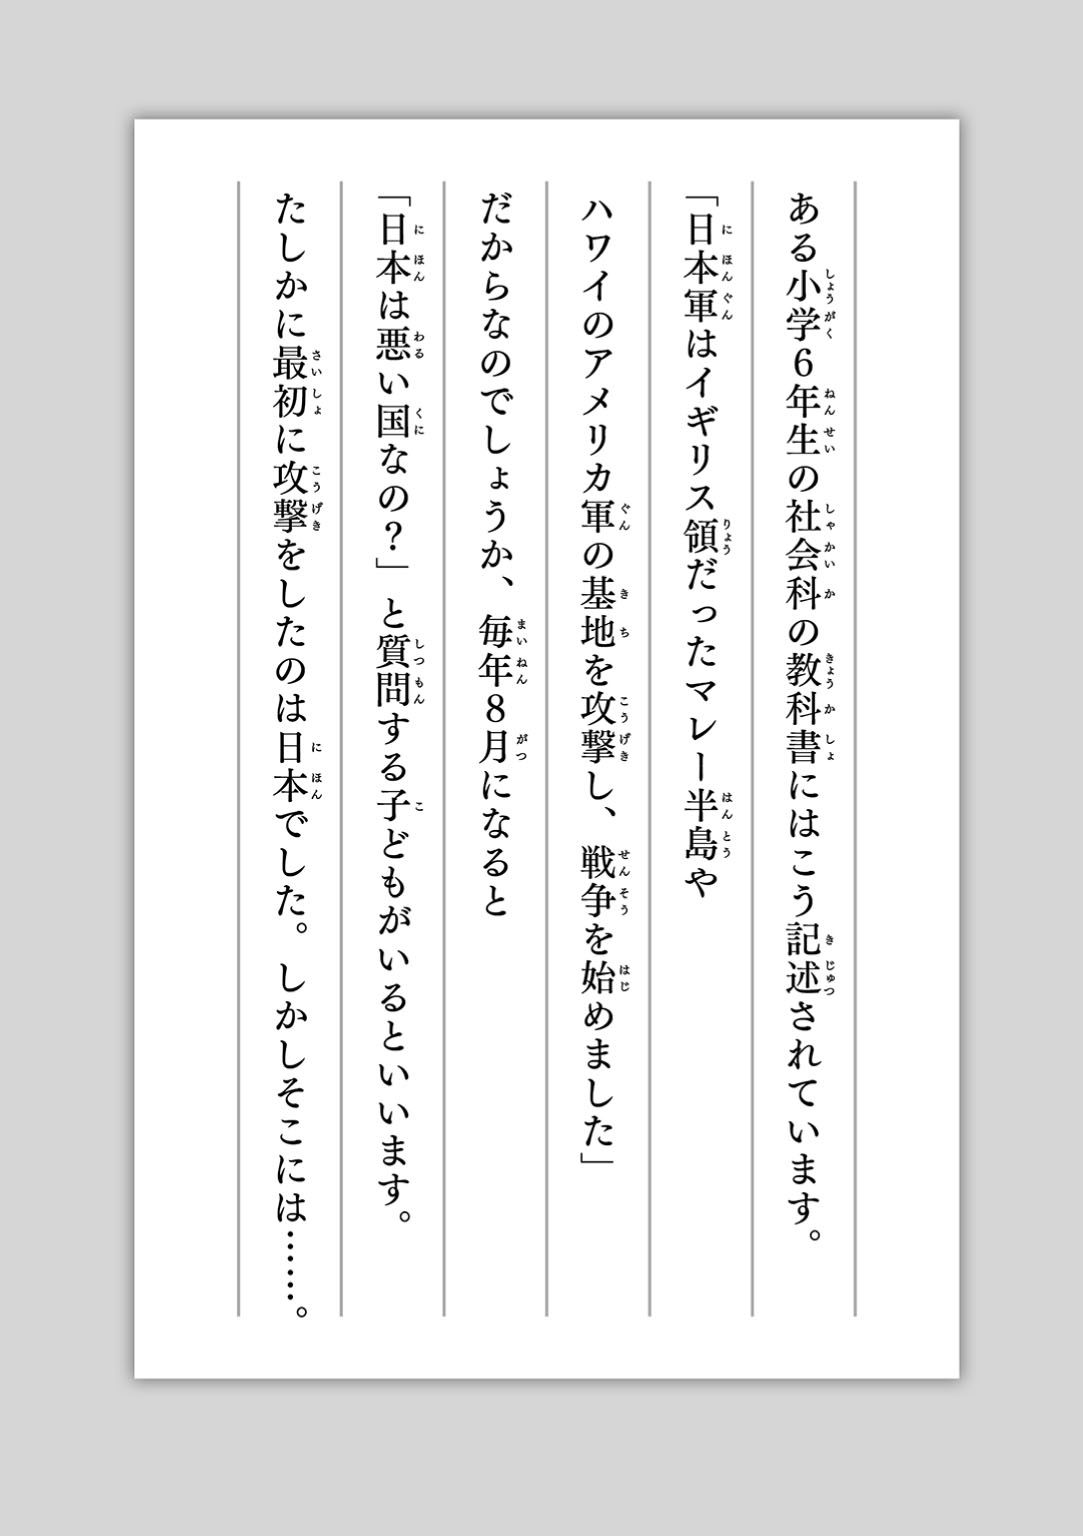 ある小学6年生の社会科の教科書にはこう記述されています。
「日本軍はイギリス領だったマレー半島や
ハワイのアメリカ軍の基地を攻撃し、戦争を始めました」
だからなのでしょうか、毎年8月になると
「日本は悪い国なの？」と質問する子どもがいるといいます。
たしかに最初に攻撃をしたのは日本でした。しかしそこには……。